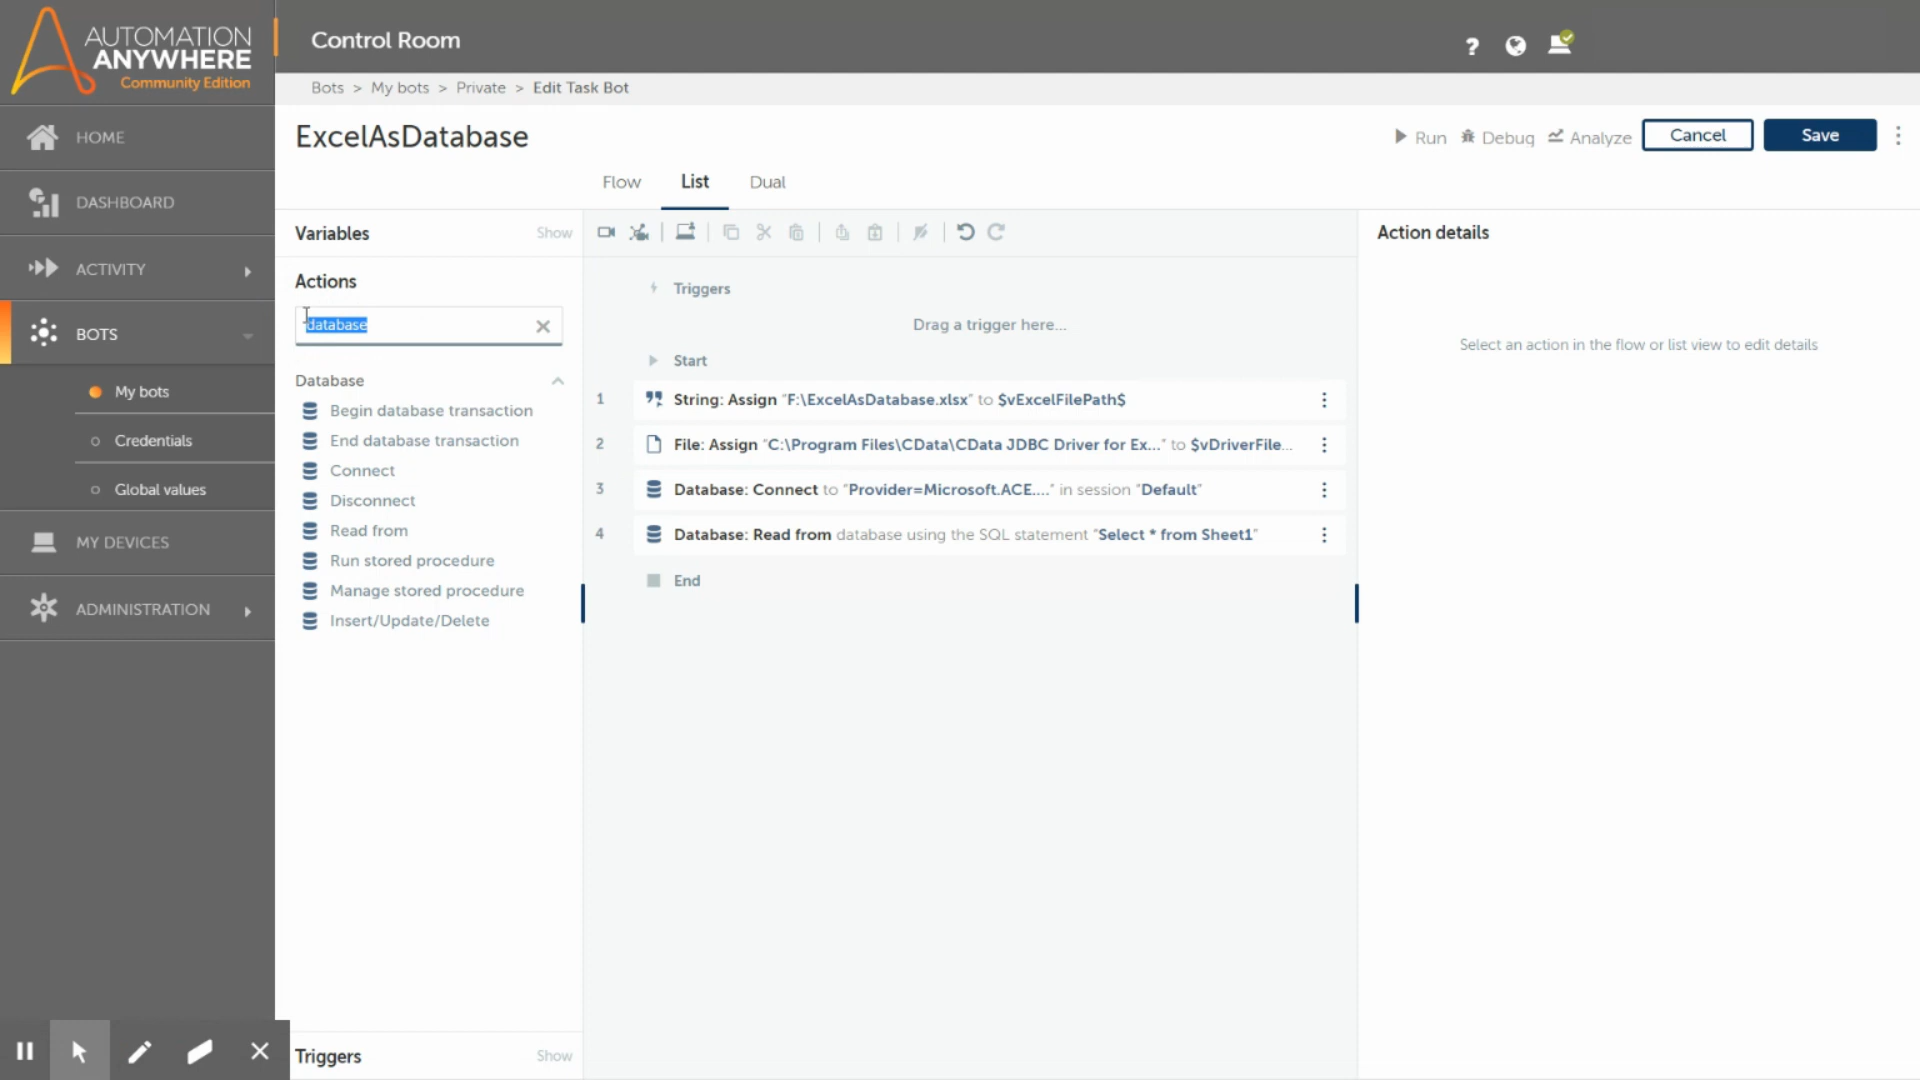 AUTOMATION
ANYWHERE
Community Edition
Control Room
Bots > My bots > Private > Edit Task Bot
ExcelAsDatabase
Run Debug Analyze Cancel Save
Flow List Dual
HOME
DASHBOARD
ACTIVITY
BOTS
My bots
Credentials
Global values
MY DEVICES
ADMINISTRATION
Variables Show
Actions
database
Database
Begin database transaction
End database transaction
Connect
Disconnect
Read from
Run stored procedure
Manage stored procedure
Insert/Update/Delete
Triggers Show
Triggers
Drag a trigger here...
Start
1 String: Assign "F:\ExcelAsDatabase.xlsx" to $vExcelFilePath$
2 File: Assign "C:\Program Files\CData\CData JDBC Driver for Ex..." to $vDriverFile...
3 Database: Connect to "Provider=Microsoft.ACE...." in session "Default"
4 Database: Read from database using the SQL statement "Select * from Sheet1"
End
Action details
Select an action in the flow or list view to edit details